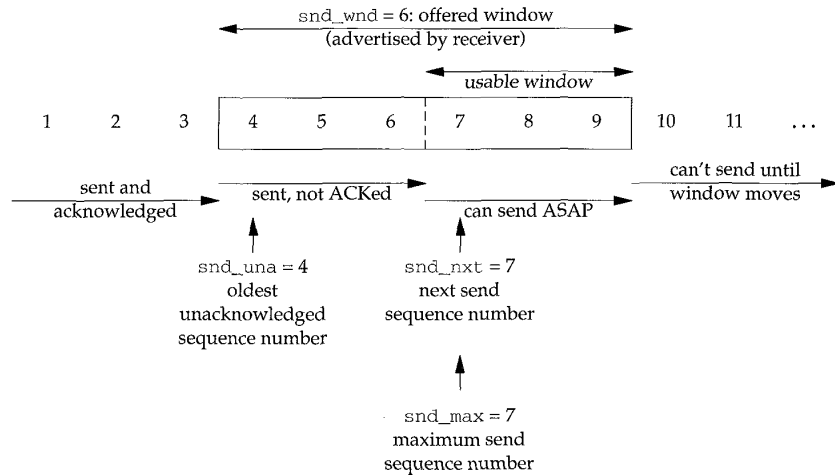 snd_wnd = 6: offered window
(advertised by receiver)
usable window
1 2 3 4 5 6 7 8 9 10 11 ...
sent and
acknowledged
sent, not ACKed
can send ASAP
can't send until
window moves
snd_una = 4
oldest
unacknowledged
sequence number
snd_nxt = 7
next send
sequence number
snd_max = 7
maximum send
sequence number